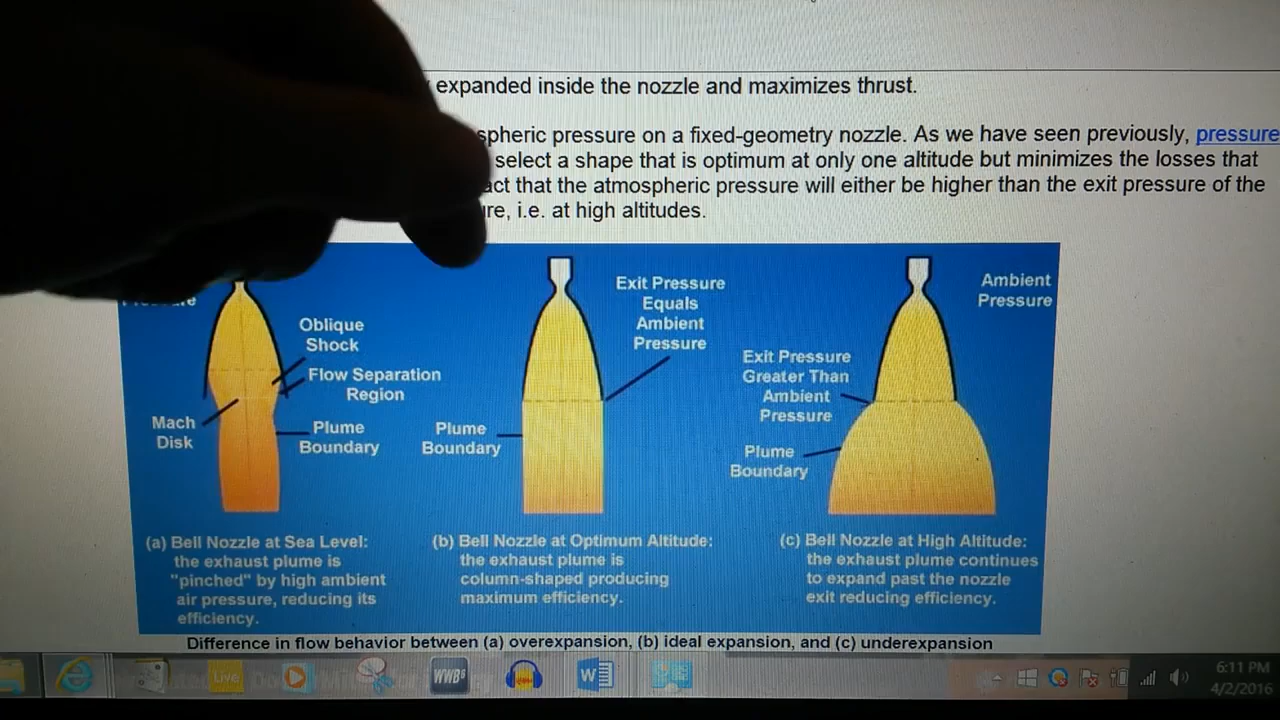 expanded inside the nozzle and maximizes thrust.
spheric pressure on a fixed-geometry nozzle. As we have seen previously, pressure
select a shape that is optimum at only one altitude but minimizes the losses that
act that the atmospheric pressure will either be higher than the exit pressure of the
re, i.e. at high altitudes.
Oblique
Shock
Flow Separation
Region
Mach
Disk
Plume
Boundary
Exit Pressure
Equals
Ambient
Pressure
Plume
Boundary
Ambient
Pressure
Exit Pressure
Greater Than
Ambient
Pressure
Plume
Boundary
(a) Bell Nozzle at Sea Level:
the exhaust plume is
"pinched" by high ambient
air pressure, reducing its
efficiency.
(b) Bell Nozzle at Optimum Altitude:
the exhaust plume is
column-shaped producing
maximum efficiency.
(c) Bell Nozzle at High Altitude:
the exhaust plume continues
to expand past the nozzle
exit reducing efficiency.
Difference in flow behavior between (a) overexpansion, (b) ideal expansion, and (c) underexpansion
Live
WWB6
W
6:11 PM
4/2/2016